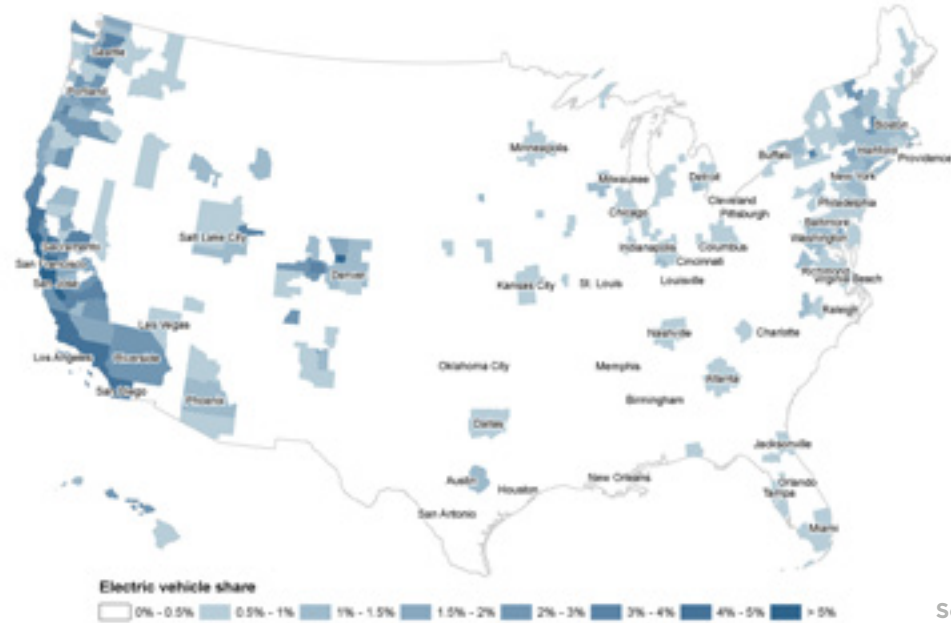 Seattle
Portland
Minneapolis
Boston
Buffalo
Hartford
Providence
Milwaukee
Detroit
New York
Cleveland
Philadelphia
Chicago
Pittsburgh
Baltimore
Salt Lake City
Sacramento
Indianapolis
Columbus
Washington
San Francisco
Cincinnati
Denver
Richmond
San Jose
Kansas City
St. Louis
Louisville
Virginia Beach
Raleigh
Las Vegas
Nashville
Charlotte
Los Angeles
Riverside
Oklahoma City
Memphis
Atlanta
San Diego
Phoenix
Birmingham
Dallas
Jacksonville
Austin
Houston
New Orleans
Orlando
Tampa
San Antonio
Miami
Electric vehicle share
0% - 0.5% 0.5% - 1% 1% - 1.5% 1.5% - 2% 2% - 3% 3% - 4% 4% - 5% > 5%